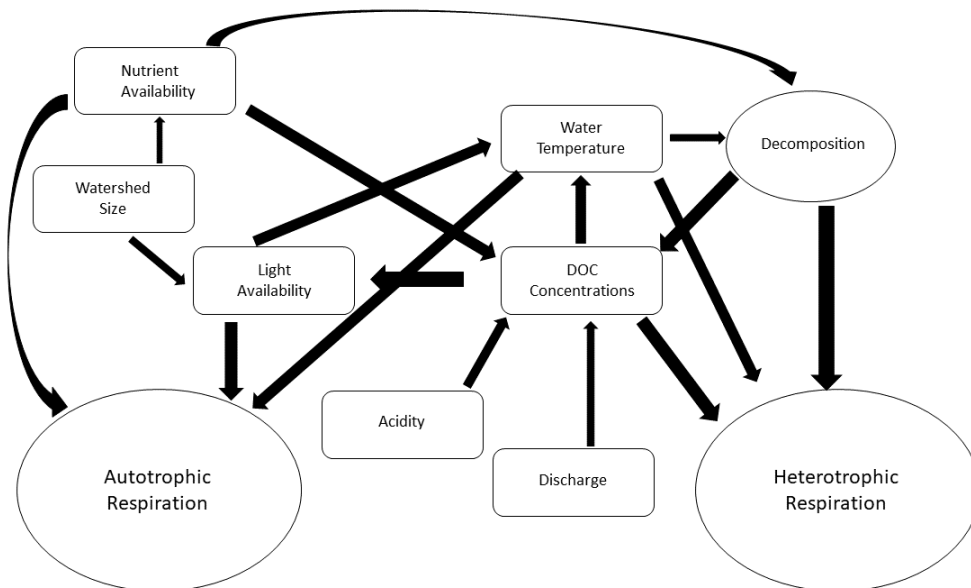 Nutrient
Availability
Water
Temperature
Decomposition
Watershed
Size
Light
Availability
DOC
Concentrations
Acidity
Discharge
Autotrophic
Respiration
Heterotrophic
Respiration